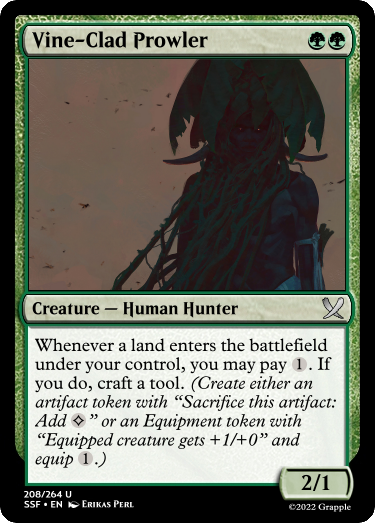 Vine-Clad Prowler
Creature — Human Hunter
Whenever a land enters the battlefield
under your control, you may pay 1. If
you do, craft a tool. (Create either an
artifact token with “Sacrifice this artifact:
Add ” or an Equipment token with
“Equipped creature gets +1/+0” and
equip 1.)
2/1
208/264 U
SSF • EN Erikas Perl
©2022 Grapple